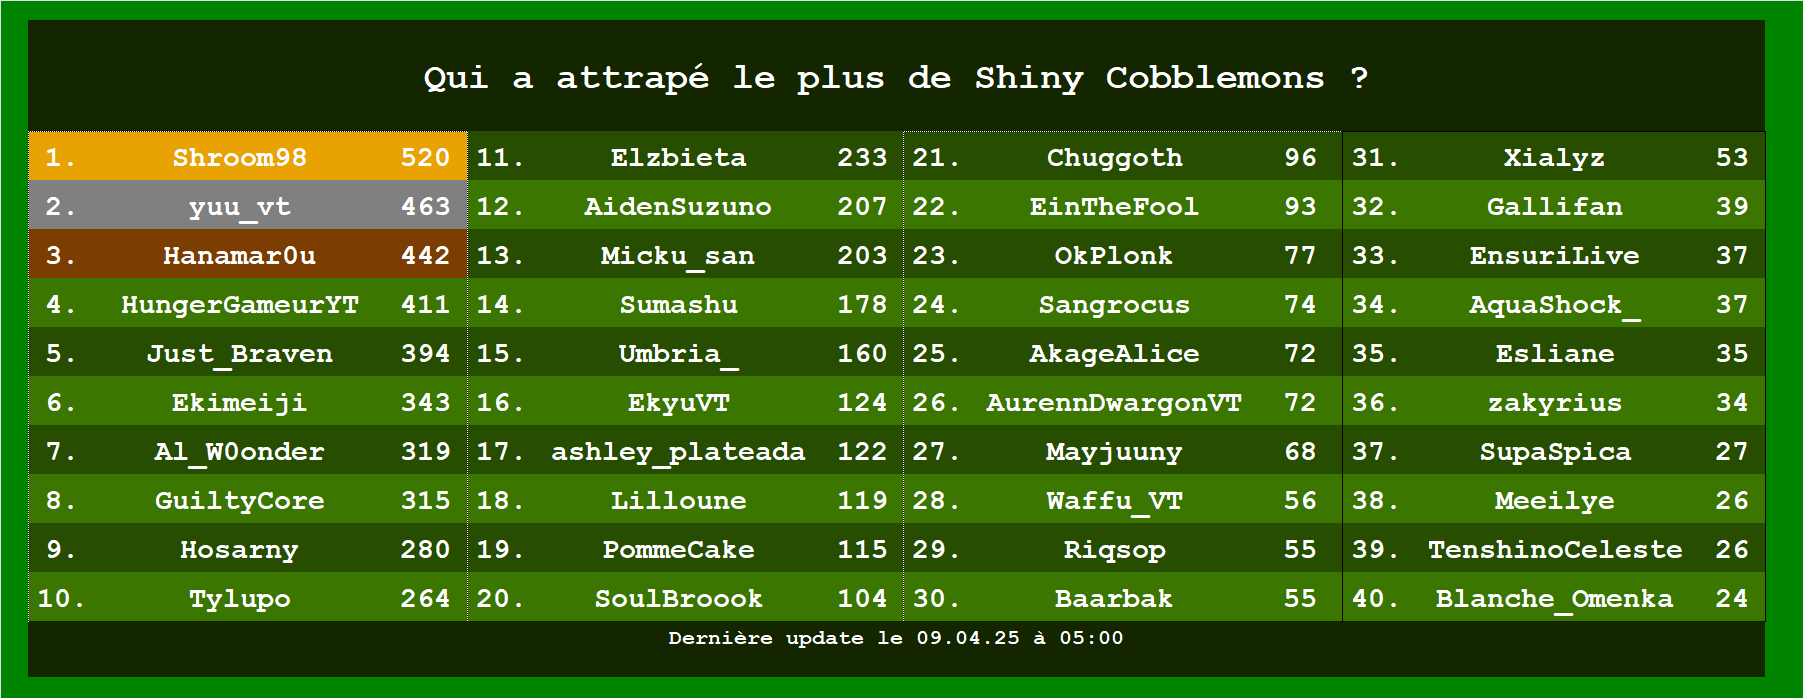 Qui a attrapé le plus de Shiny Cobblemons ?
1. Shroom98 520 11. Elzbieta 233 21. Chuggoth 96 31. Xialyz 53
2. yuu_vt 463 12. AidenSuzuno 207 22. EinTheFool 93 32. Gallifan 39
3. Hanamar0u 442 13. Micku_san 203 23. OkPlonk 77 33. EnsuriLive 37
4. HungerGameurYT 411 14. Sumashu 178 24. Sangrocus 74 34. AquaShock_ 37
5. Just_Braven 394 15. Umbria_ 160 25. AkageAlice 72 35. Esliane 35
6. Ekimeiji 343 16. EkyuVT 124 26. AurennDwargonVT 72 36. zakyrius 34
7. Al_W0onder 319 17. ashley_plateada 122 27. Mayjuuny 68 37. SupaSpica 27
8. GuiltyCore 315 18. Lilloune 119 28. Waffu_VT 56 38. Meeilye 26
9. Hosarny 280 19. PommeCake 115 29. Riqsop 55 39. TenshinoCeleste 26
10. Tylupo 264 20. SoulBroook 104 30. Baarbak 55 40. Blanche_Omenka 24
Dernière update le 09.04.25 à 05:00